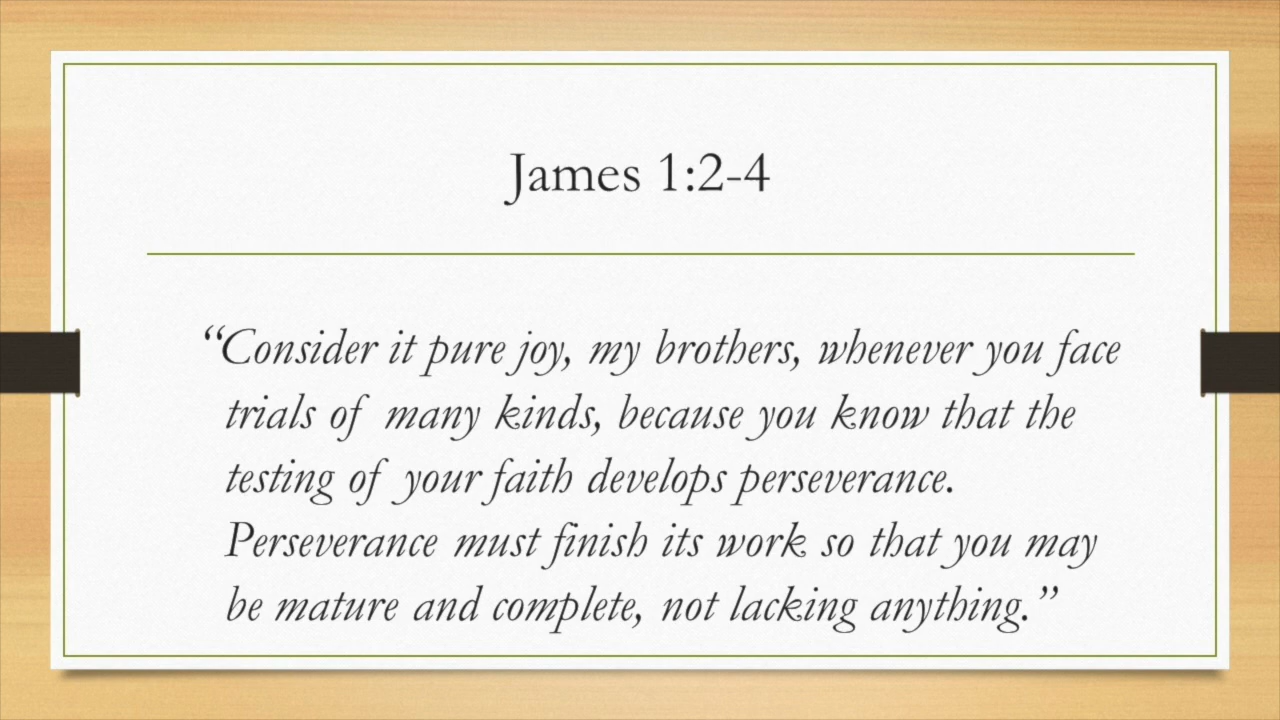 James 1:2-4
“Consider it pure joy, my brothers, whenever you face
trials of many kinds, because you know that the
testing of your faith develops perseverance.
Perseverance must finish its work so that you may
be mature and complete, not lacking anything.”